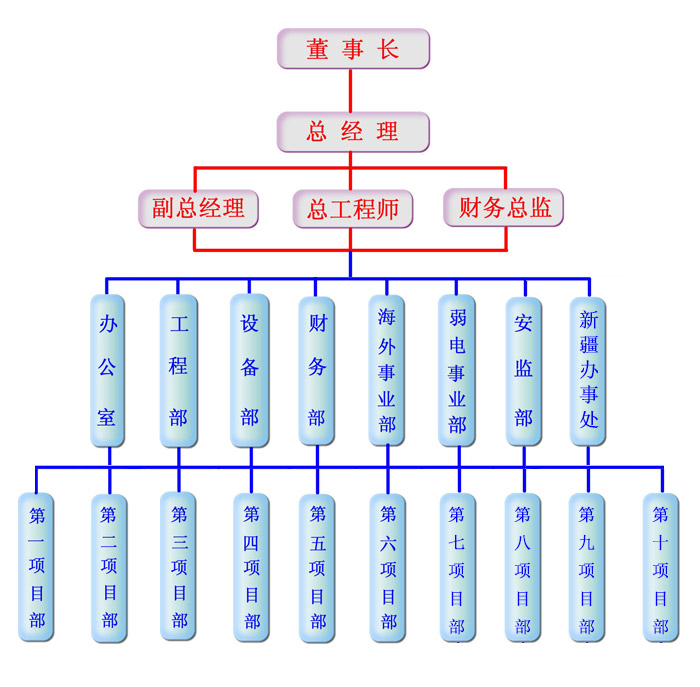 董事长
总经理
副总经理
总工程师
财务总监
办公室
工程部
设备部
财务部
海外事业部
弱电事业部
安监部
新疆办事处
第一项目部
第二项目部
第三项目部
第四项目部
第五项目部
第六项目部
第七项目部
第八项目部
第九项目部
第十项目部